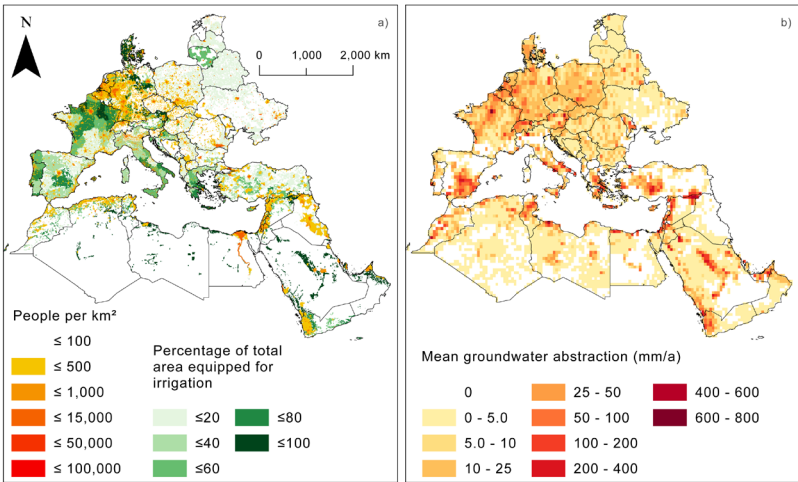 N
a)
0 1,000 2,000 km
People per km²
≤ 100
≤ 500
≤ 1,000
≤ 15,000
≤ 50,000
≤ 100,000
Percentage of total
area equipped for
irrigation
≤20
≤40
≤60
≤80
≤100
b)
Mean groundwater abstraction (mm/a)
0
0 - 5.0
5.0 - 10
10 - 25
25 - 50
50 - 100
100 - 200
200 - 400
400 - 600
600 - 800